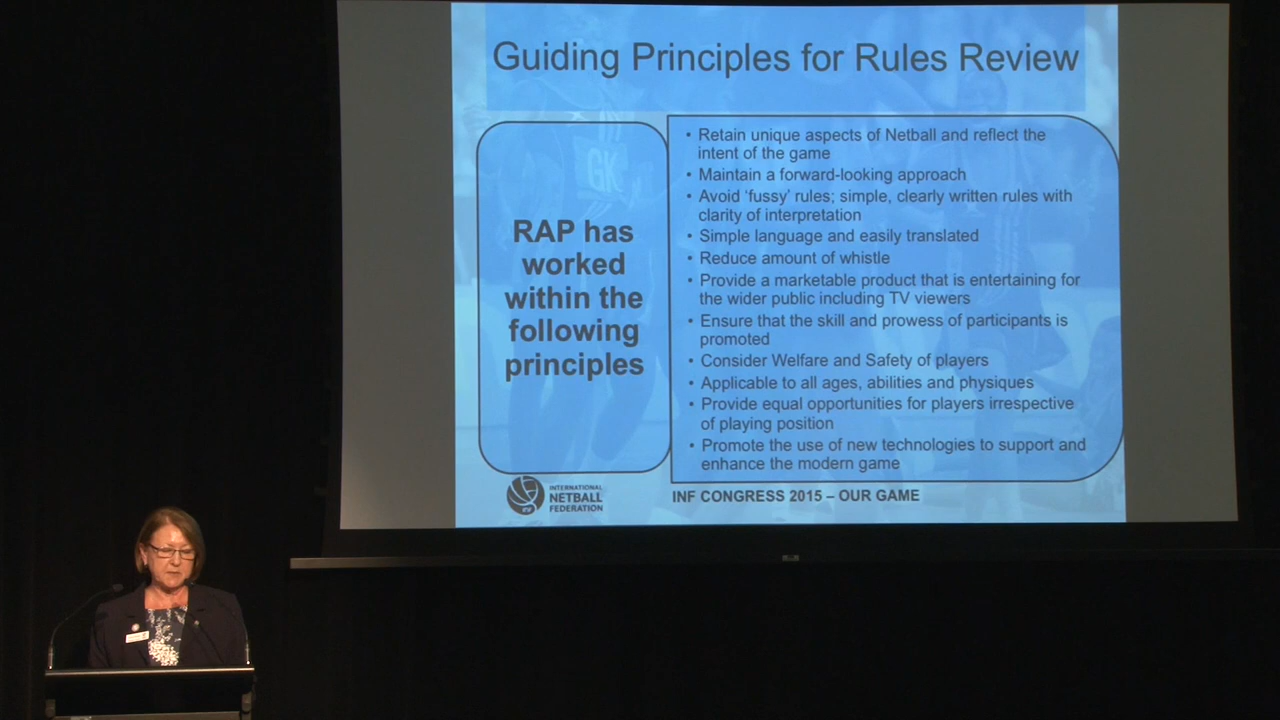 Guiding Principles for Rules Review
GK
RAP has
worked
within the
following
principles
• Retain unique aspects of Netball and reflect the
intent of the game
• Maintain a forward-looking approach
• Avoid ‘fussy’ rules; simple, clearly written rules with
clarity of interpretation
• Simple language and easily translated
• Reduce amount of whistle
• Provide a marketable product that is entertaining for
the wider public including TV viewers
• Ensure that the skill and prowess of participants is
promoted
• Consider Welfare and Safety of players
• Applicable to all ages, abilities and physiques
• Provide equal opportunities for players irrespective
of playing position
• Promote the use of new technologies to support and
enhance the modern game
INTERNATIONAL
NETBALL
FEDERATION
INF CONGRESS 2015 – OUR GAME